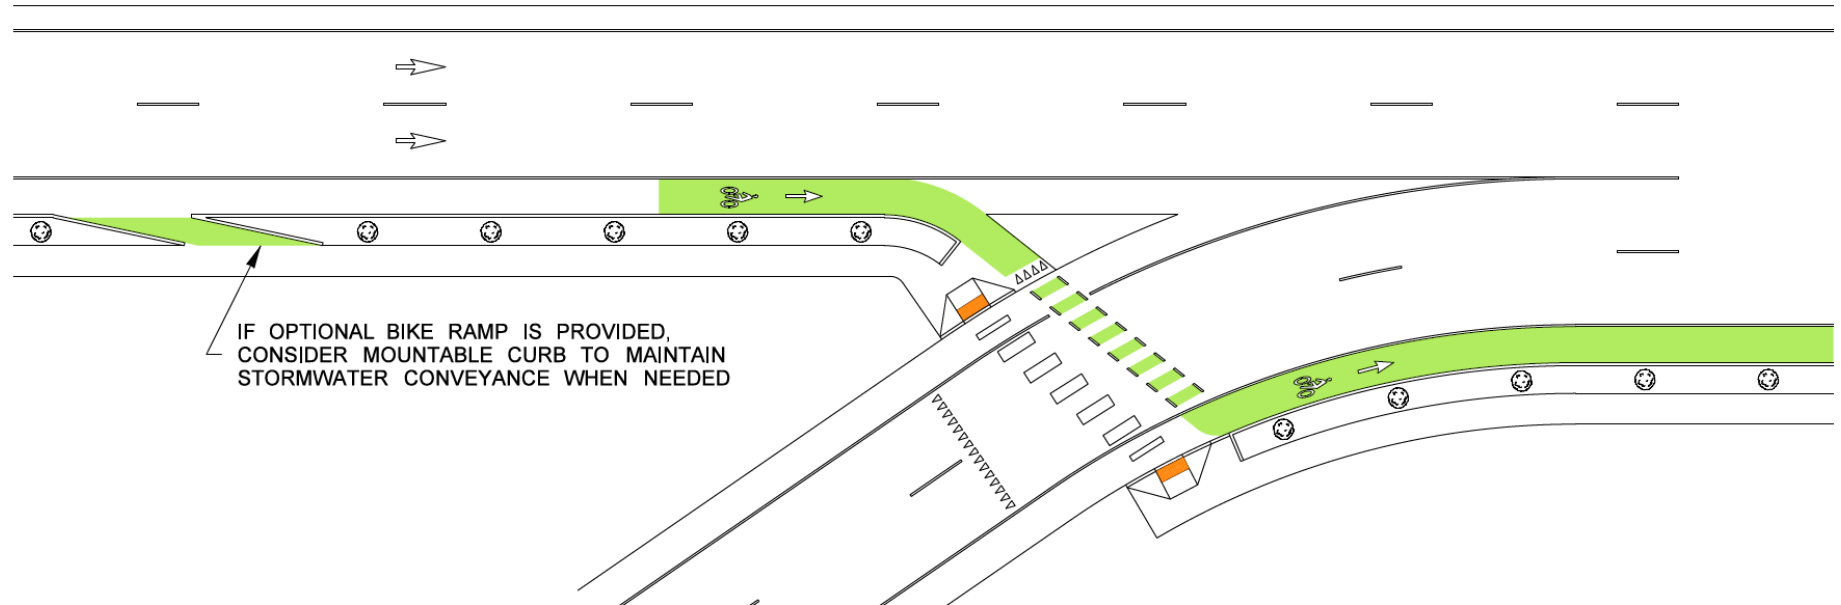 IF OPTIONAL BIKE RAMP IS PROVIDED,
CONSIDER MOUNTABLE CURB TO MAINTAIN
STORMWATER CONVEYANCE WHEN NEEDED